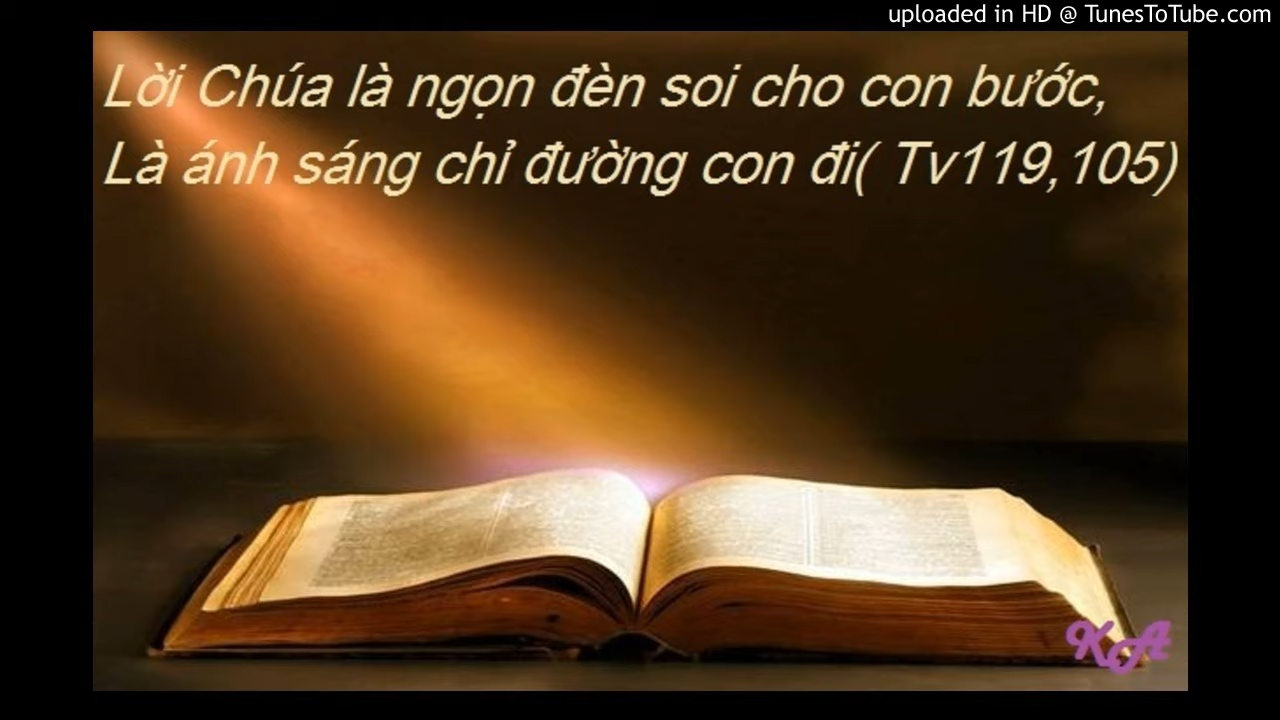 uploaded in HD @ TunesToTube.com
Lời Chúa là ngọn đèn soi cho con bước,
Là ánh sáng chỉ đường con đi( Tv119,105)
KA